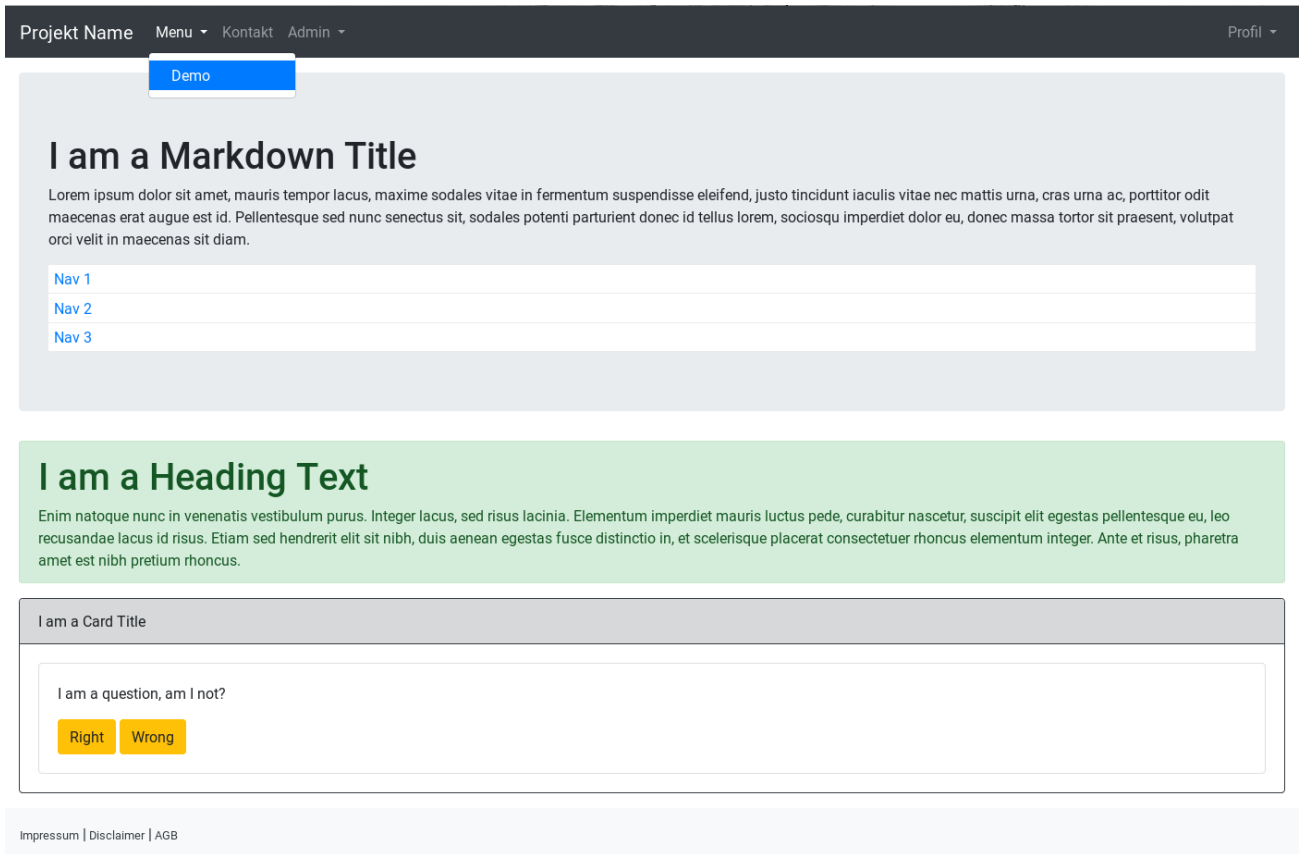 Projekt Name Menu Kontakt Admin Profil
Demo
I am a Markdown Title
Lorem ipsum dolor sit amet, mauris tempor lacus, maxime sodales vitae in fermentum suspendisse eleifend, justo tincidunt iaculis vitae nec mattis urna, cras urna ac, porttitor odit
maecenas erat augue est id. Pellentesque sed nunc senectus sit, sodales potenti parturient donec id tellus lorem, sociosqu imperdiet dolor eu, donec massa tortor sit praesent, volutpat
orci velit in maecenas sit diam.
Nav 1
Nav 2
Nav 3
I am a Heading Text
Enim natoque nunc in venenatis vestibulum purus. Integer lacus, sed risus lacinia. Elementum imperdiet mauris luctus pede, curabitur nascetur, suscipit elit egestas pellentesque eu, leo
recusandae lacus id risus. Etiam sed hendrerit elit sit nibh, duis aenean egestas fusce distinctio in, et scelerisque placerat consectetuer rhoncus elementum integer. Ante et risus, pharetra
amet est nibh pretium rhoncus.
I am a Card Title
I am a question, am I not?
Right Wrong
Impressum | Disclaimer | AGB